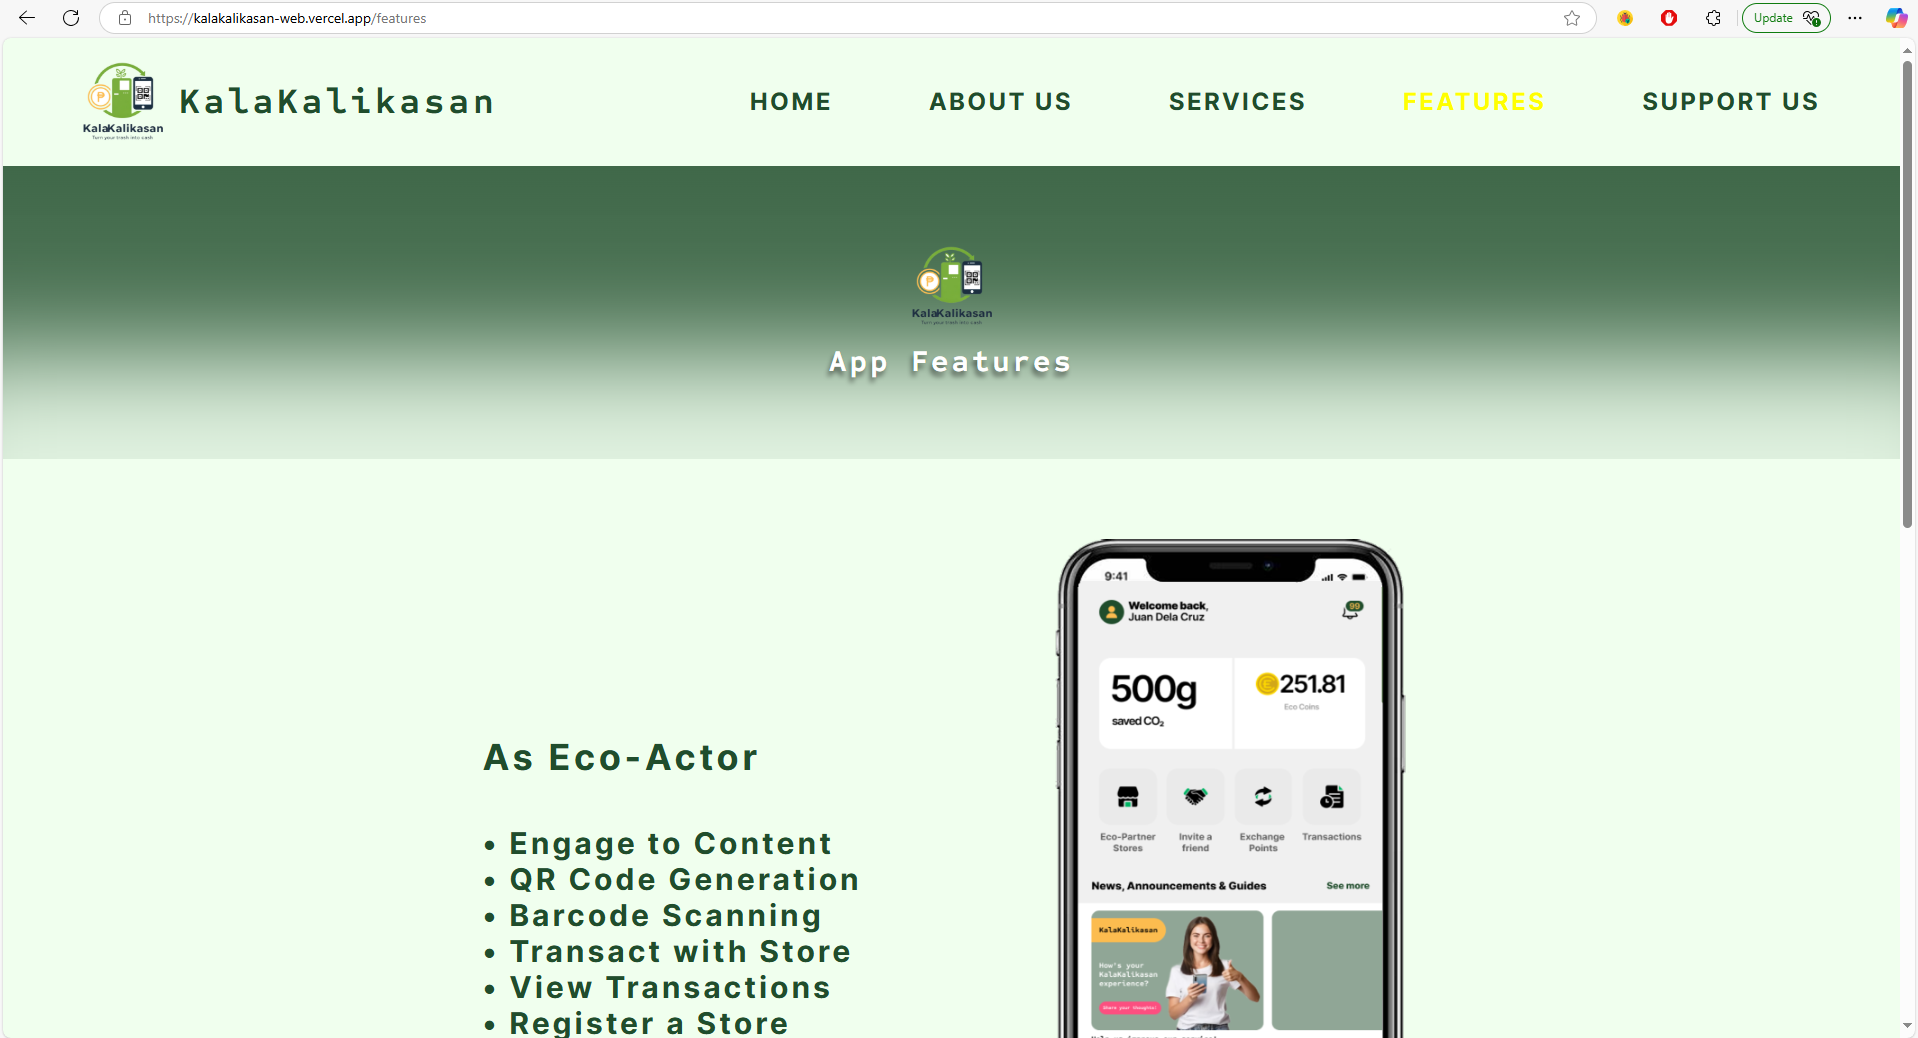 https://kalakalikasan-web.vercel.app/features
Update
KalaKalikasan
Turn your trash into cash
KalaKalikasan
HOME
ABOUT US
SERVICES
FEATURES
SUPPORT US
KalaKalikasan
Turn your trash into cash
App Features
As Eco-Actor
• Engage to Content
• QR Code Generation
• Barcode Scanning
• Transact with Store
• View Transactions
• Register a Store
9:41
Welcome back,
Juan Dela Cruz
99
500g
saved CO₂
251.81
Eco Coins
Eco-Partner
Stores
Invite a
friend
Exchange
Points
Transactions
News, Announcements & Guides
See more
KalaKalikasan
How's your
KalaKalikasan
experience?
Share your thoughts!